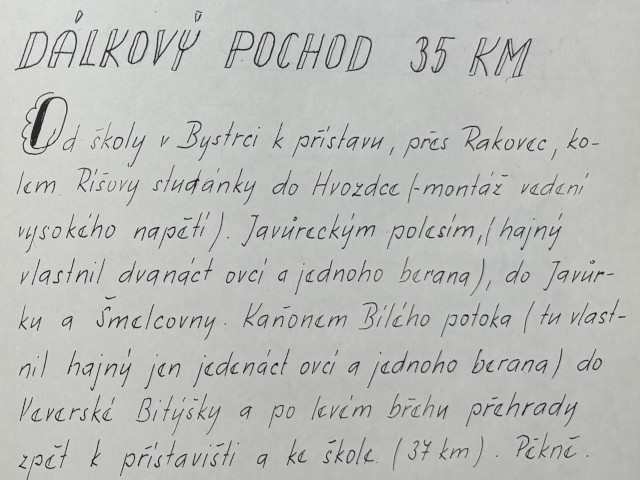 DÁLKOVÝ POCHOD 35 KM
Od školy v Bystrci k přístavu, přes Rakovec, ko-
lem Ríšovy studánky do Hvozdce (-montáž vedení
vysokého napětí). Javůreckým polesím, (hajný
vlastnil dvanáct ovcí a jednoho berana), do Javůr-
ku a Šmelcovny. Kaňonem Bílého potoka (tu vlast-
nil hajný jen jedenáct ovcí a jednoho berana) do
Veverské Bitýšky a po levém břehu přehrady
zpět k přístavišti a ke škole. (37 km). Pěkné.